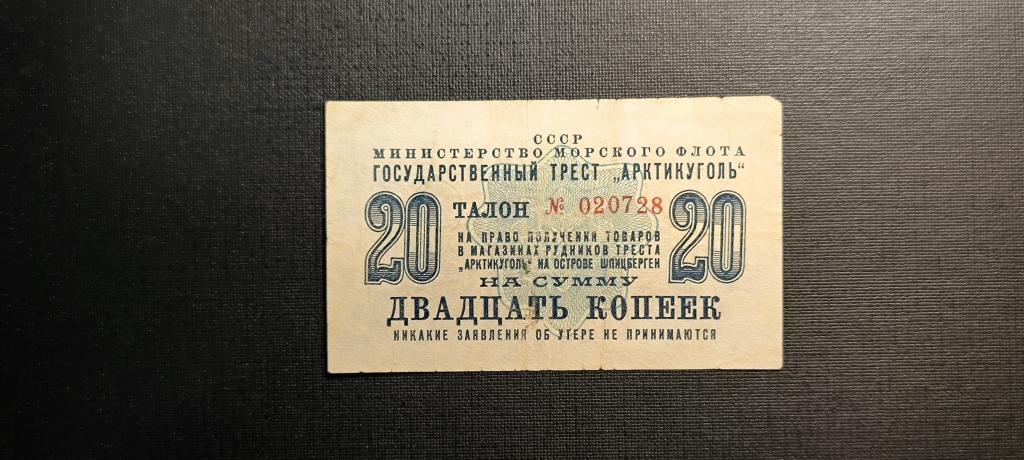 СССР
МИНИСТЕРСТВО МОРСКОГО ФЛОТА
ГОСУДАРСТВЕННЫЙ ТРЕСТ „АРКТИКУГОЛЬ“
20 ТАЛОН № 020728 20
НА ПРАВО ПОЛУЧЕНИЯ ТОВАРОВ
В МАГАЗИНАХ РУДНИКОВ ТРЕСТА
„АРКТИКУГОЛЬ“ НА ОСТРОВЕ ШПИЦБЕРГЕН
НА СУММУ
ДВАДЦАТЬ КОПЕЕК
НИКАКИЕ ЗАЯВЛЕНИЯ ОБ УТЕРЕ НЕ ПРИНИМАЮТСЯ